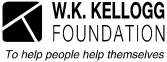 W.K. KELLOGG
FOUNDATION
To help people help themselves